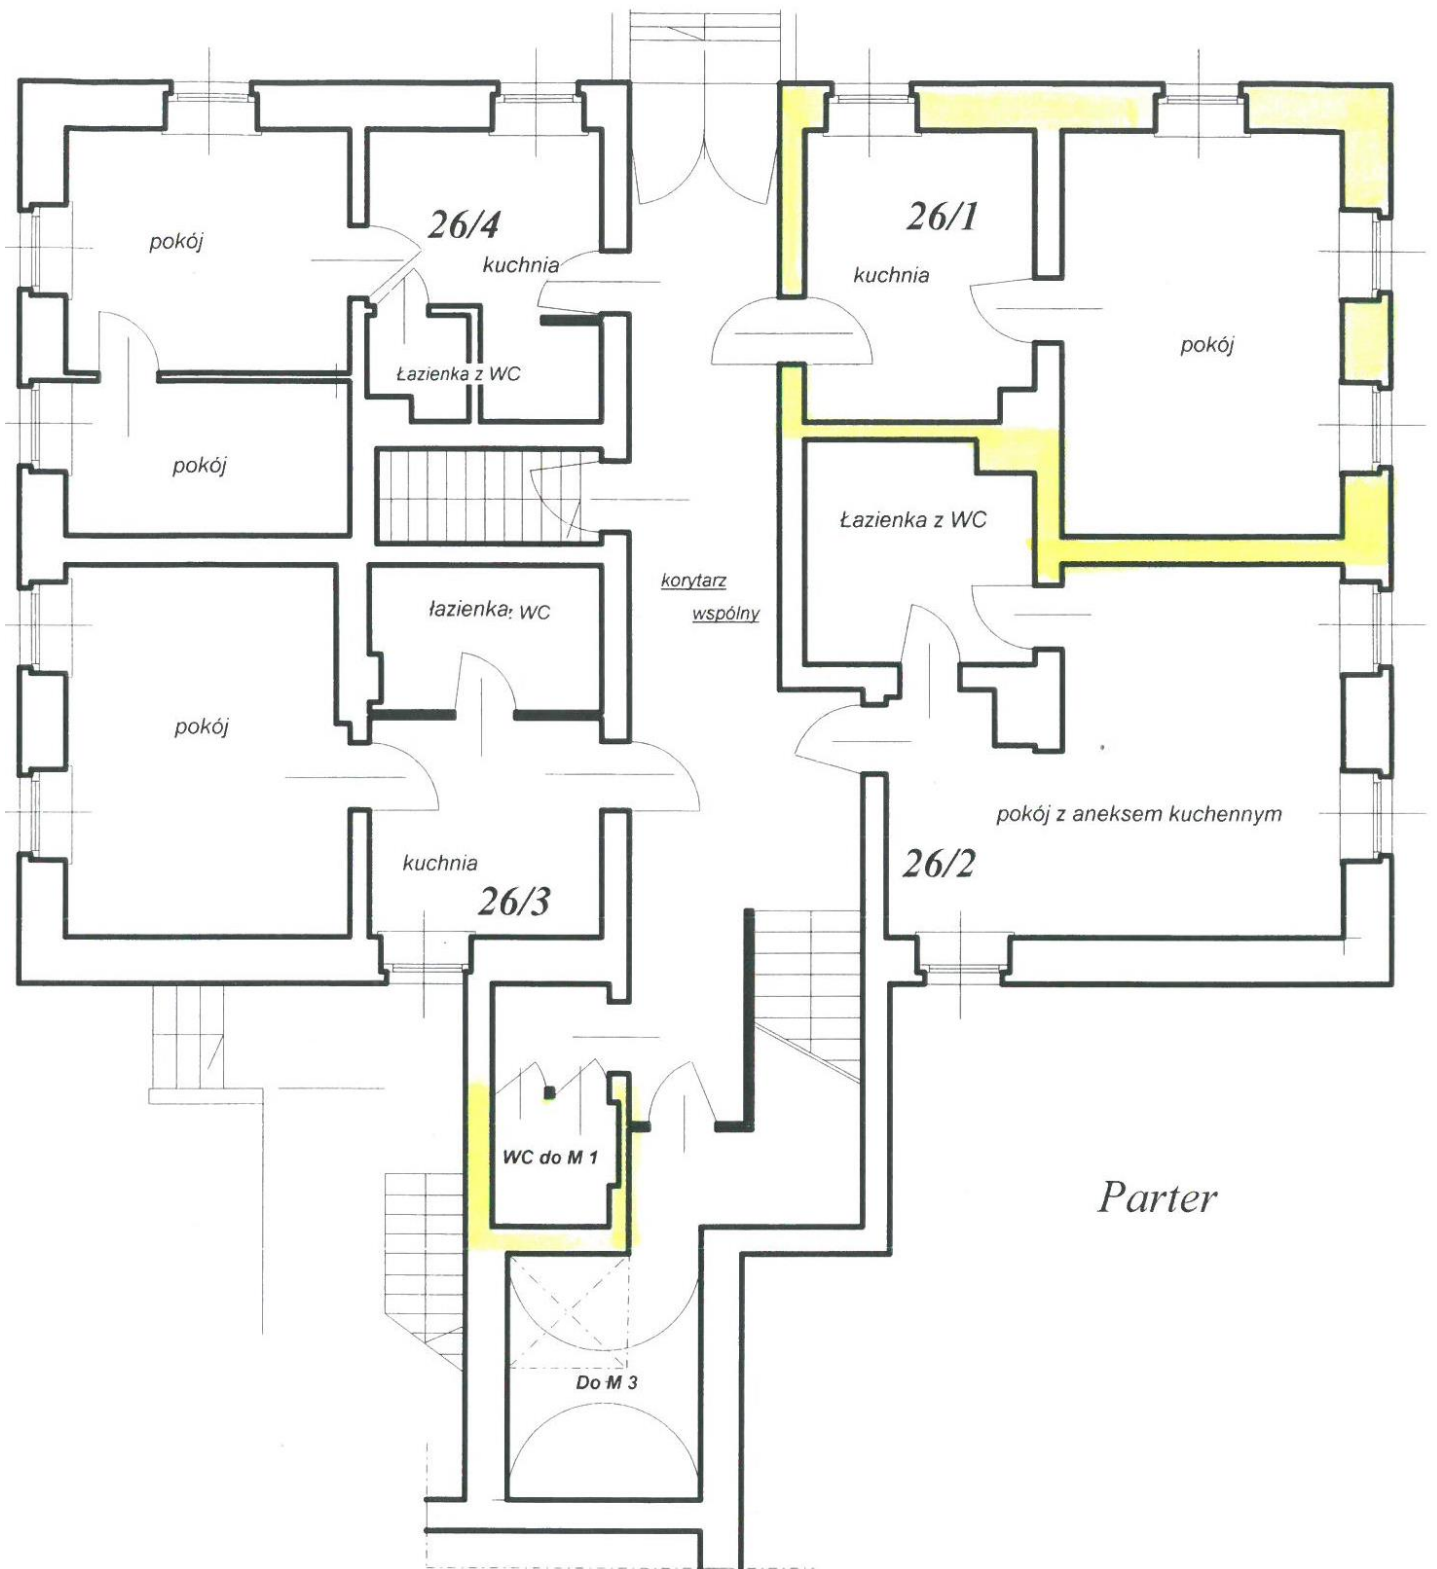 26/4
26/1
pokój
kuchnia
kuchnia
pokój
Łazienka z WC
pokój
Łazienka z WC
korytarz
wspólny
łazienka z WC
pokój
pokój z aneksem kuchennym
kuchnia
26/2
26/3
WC do M 1
Parter
Do M 3